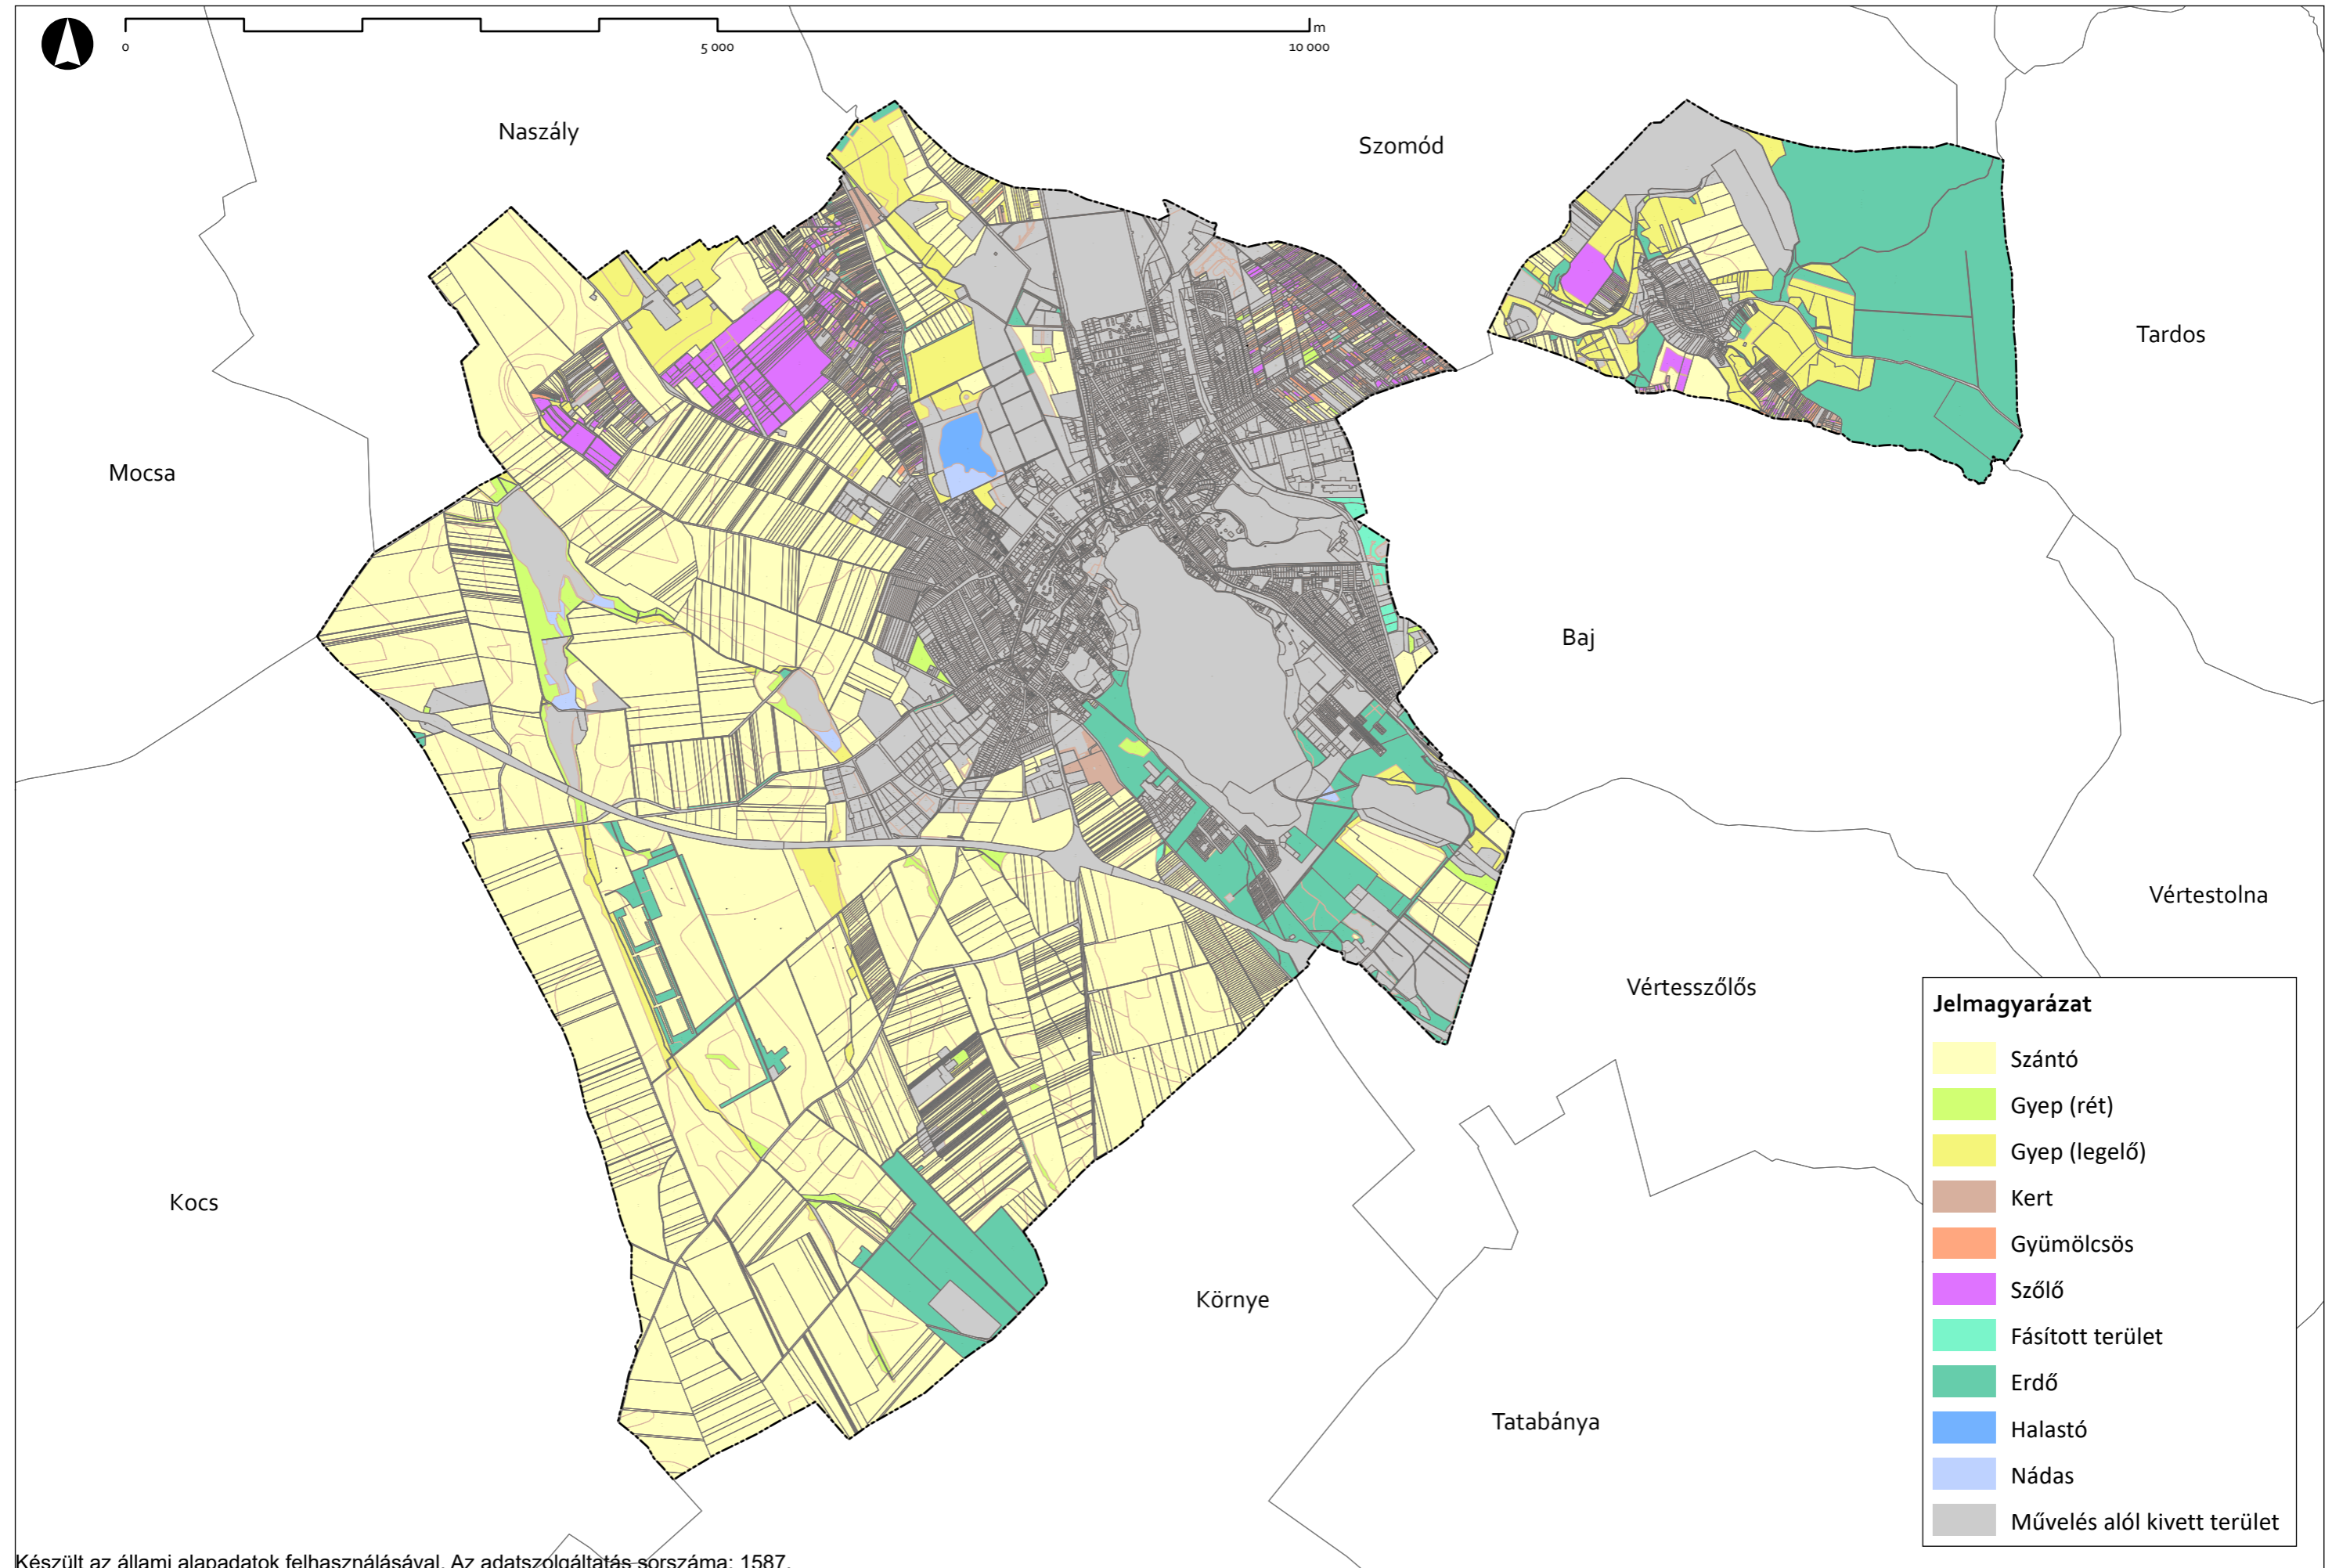 m
0
5 000
10 000
Naszály
Szomód
Tardos
Mocsa
Baj
Vértestolna
Vértesszőlős
Kocs
Környe
Tatabánya
Jelmagyarázat
Szántó
Gyep (rét)
Gyep (legelő)
Kert
Gyümölcsös
Szőlő
Fásított terület
Erdő
Halastó
Nádas
Művelés alól kivett terület
Készült az állami alapadatok felhasználásával. Az adatszolgáltatás sorszáma: 1587.